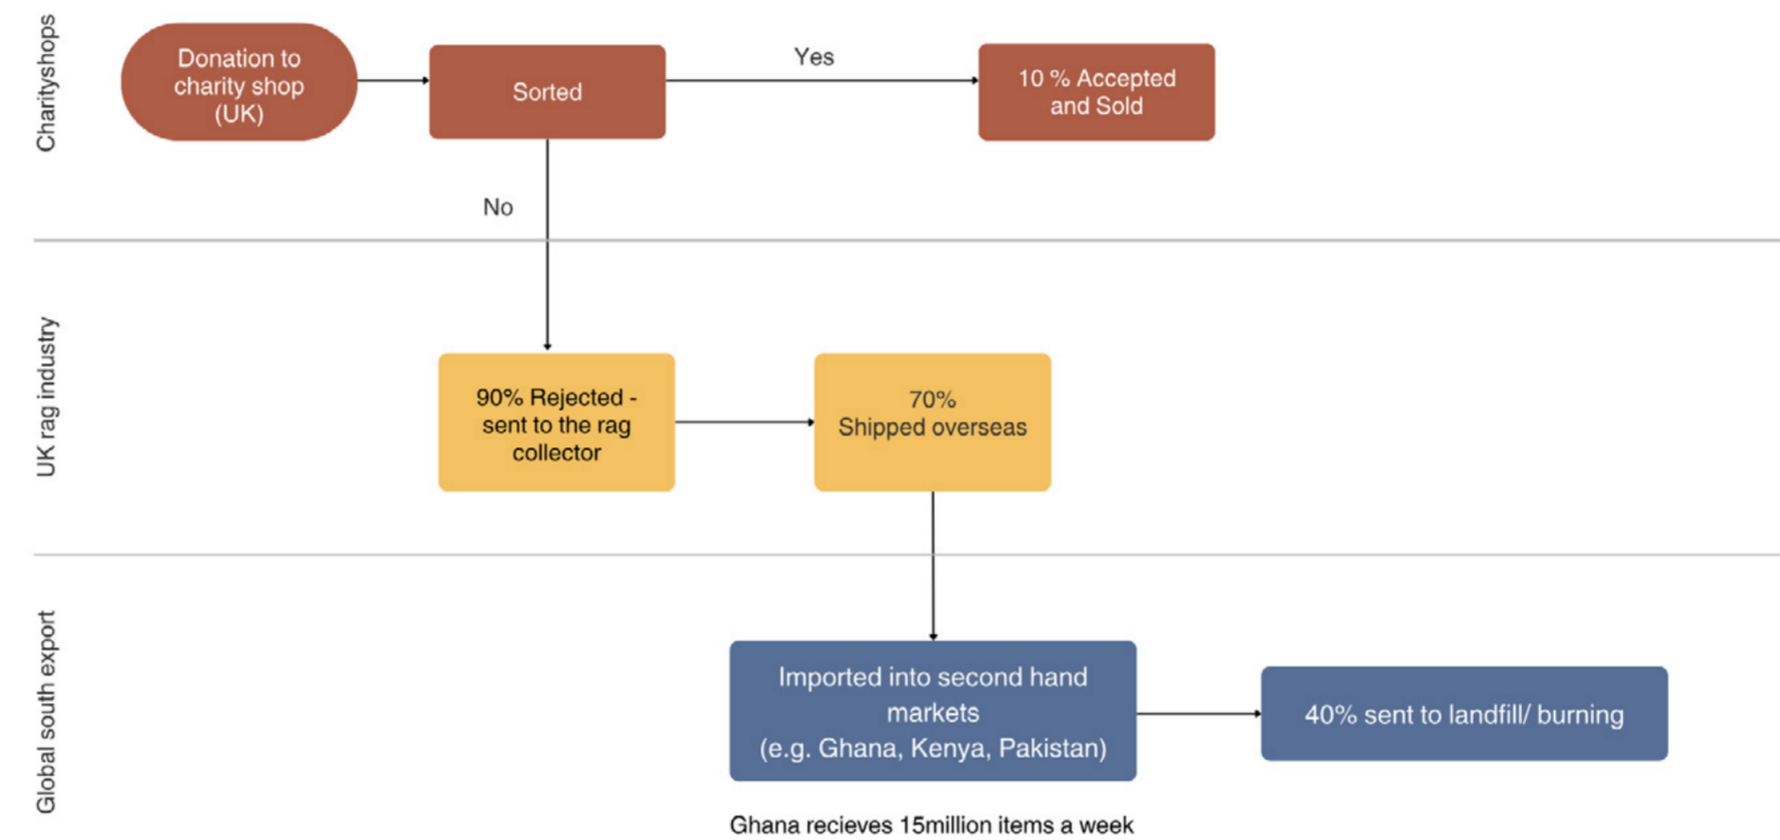 Charityshops
Donation to
charity shop
(UK)
Sorted
Yes
10 % Accepted
and Sold
No
UK rag industry
90% Rejected -
sent to the rag
collector
70%
Shipped overseas
Global south export
Imported into second hand
markets
(e.g. Ghana, Kenya, Pakistan)
40% sent to landfill/ burning
Ghana recieves 15million items a week